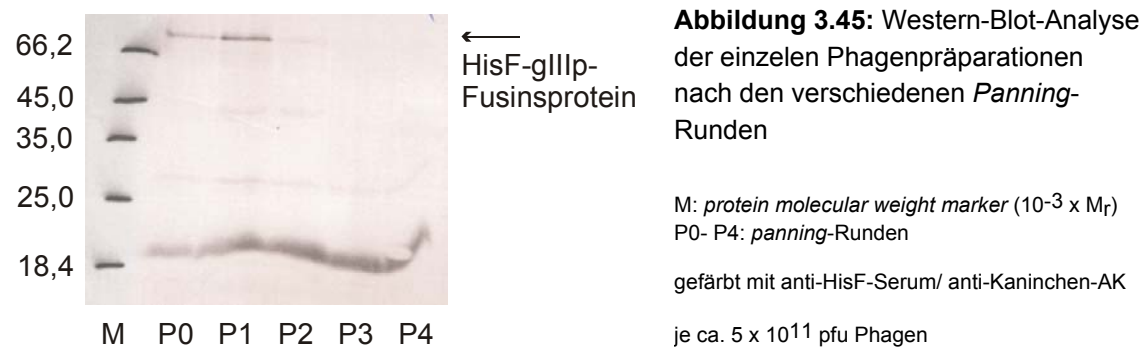 66,2
45,0
35,0
25,0
18,4
M P0 P1 P2 P3 P4
HisF-gIIIp-
Fusinsprotein
Abbildung 3.45: Western-Blot-Analyse
der einzelen Phagenpräparationen
nach den verschiedenen Panning-
Runden
M: protein molecular weight marker (10-3 x Mr)
P0- P4: panning-Runden
gefärbt mit anti-HisF-Serum/ anti-Kaninchen-AK
je ca. 5 x 1011 pfu Phagen